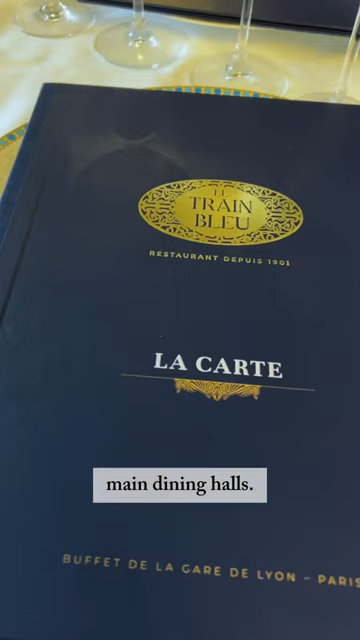 LE
TRAIN
BLEU
RESTAURANT DEPUIS 1901
LA CARTE
main dining halls.
BUFFET DE LA GARE DE LYON - PARIS